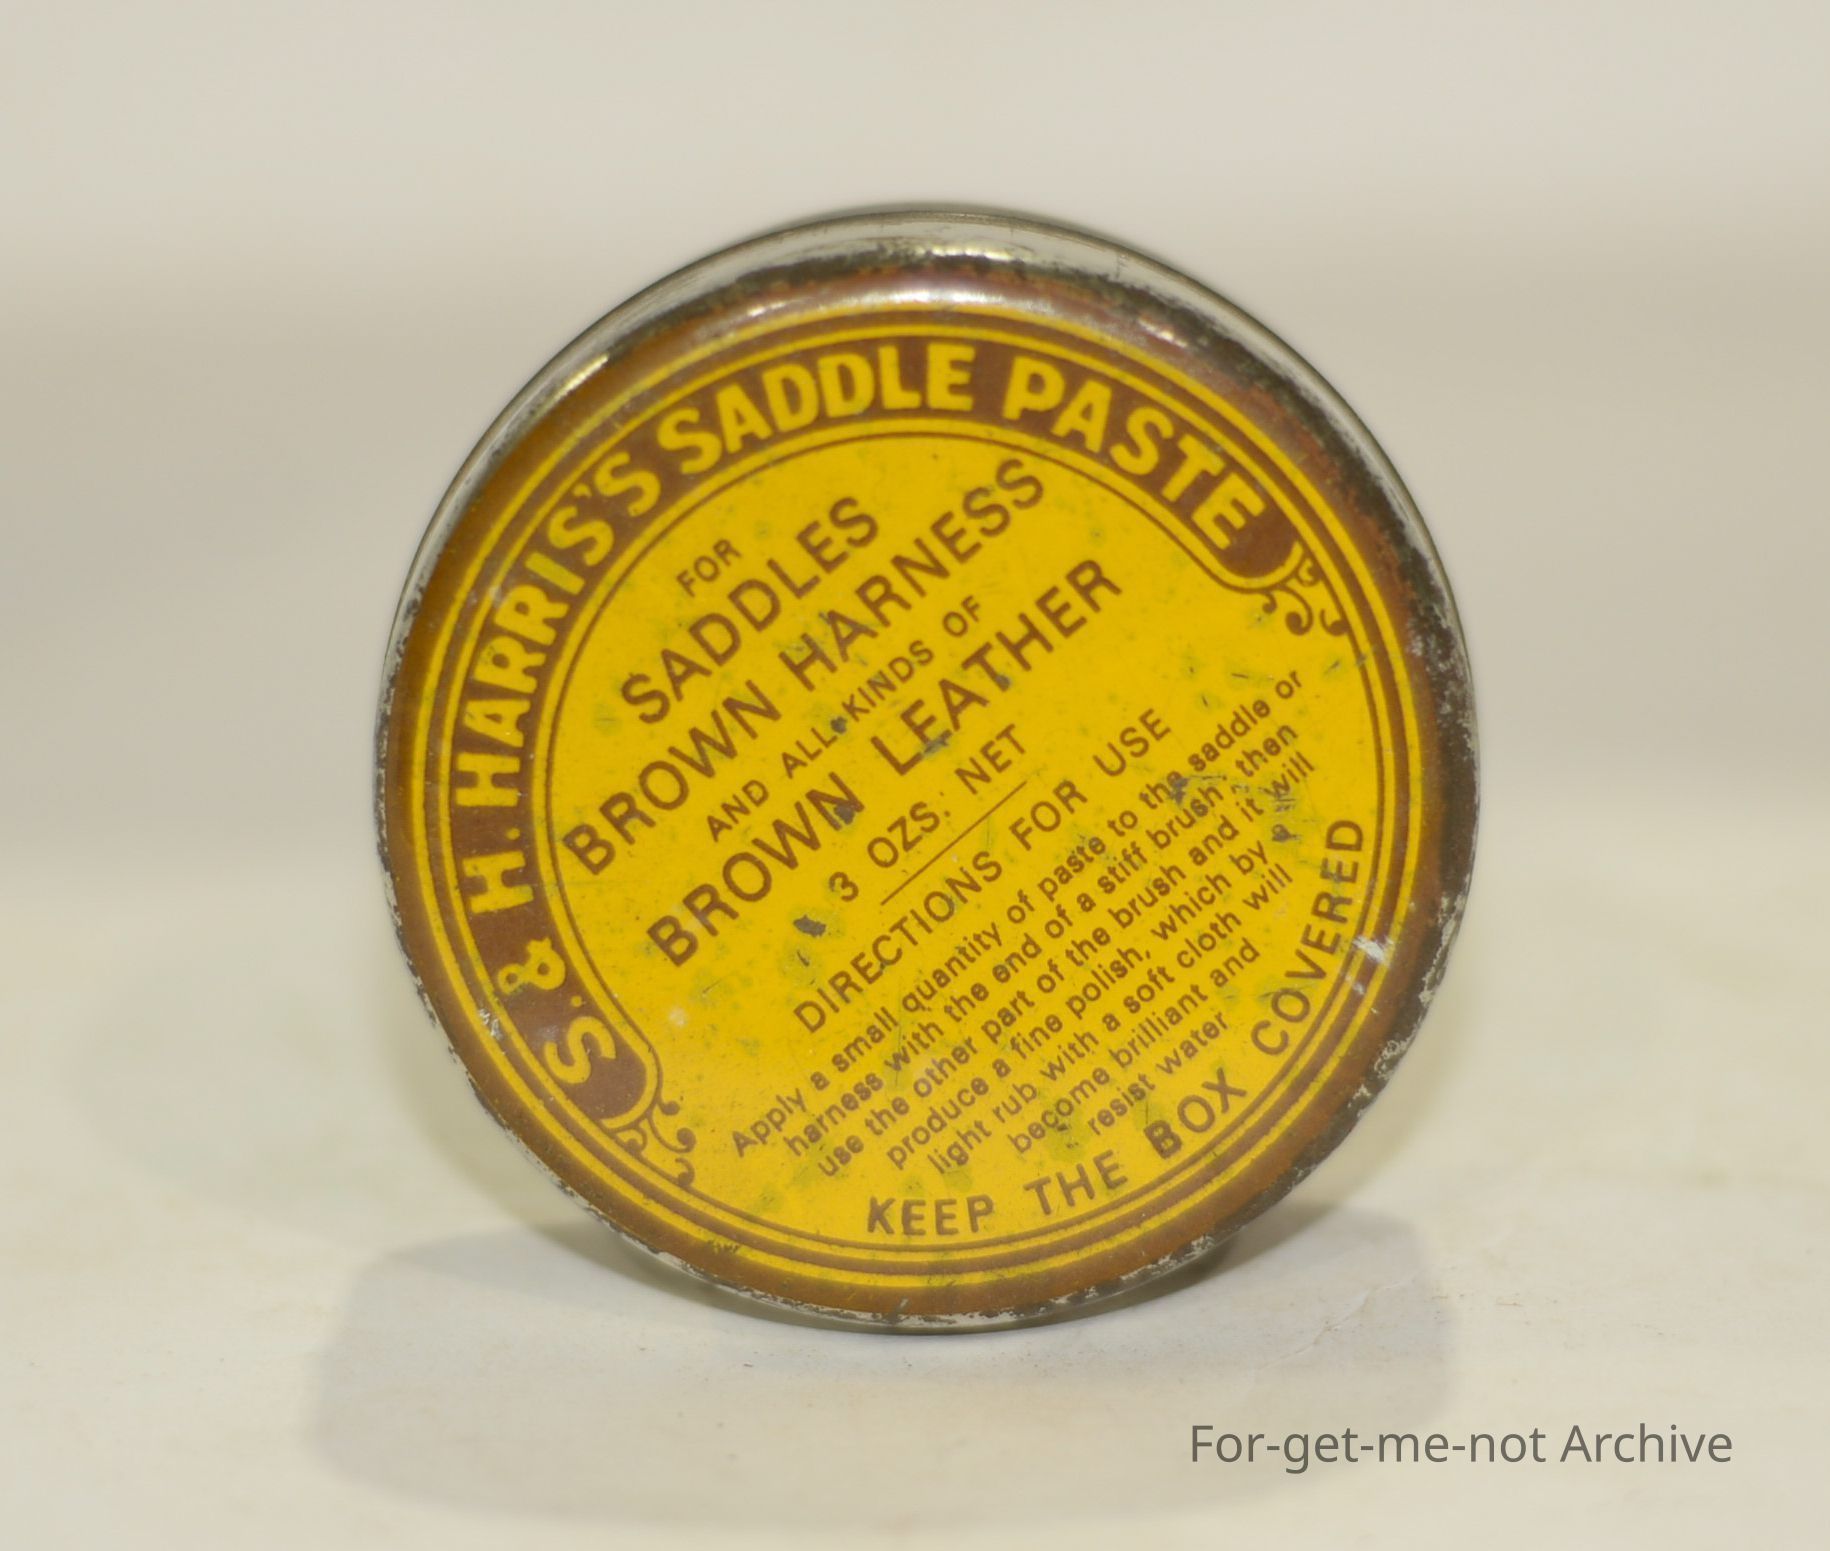 S. & H. HARRIS'S SADDLE PASTE
FOR
SADDLES
BROWN HARNESS
AND ALL KINDS OF
BROWN LEATHER
3 OZS. NET
DIRECTIONS FOR USE
Apply a small quantity of paste to the saddle or
harness with the end of a stiff brush, then
use the other part of the brush and it will
produce a fine polish, which by a
light rub with a soft cloth will
become brilliant and
resist water
KEEP THE BOX COVERED
For-get-me-not Archive